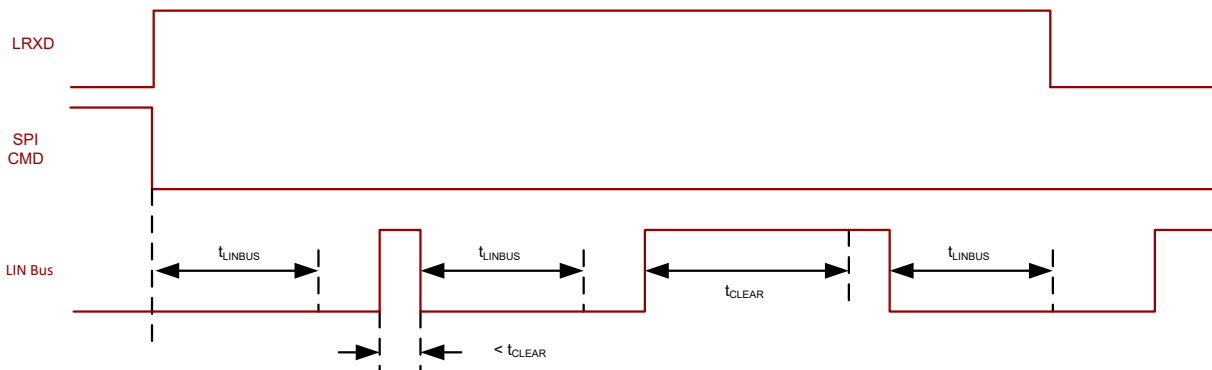 LRXD
SPI
CMD
LIN Bus
tLINBUS
tLINBUS
tCLEAR
tLINBUS
< tCLEAR